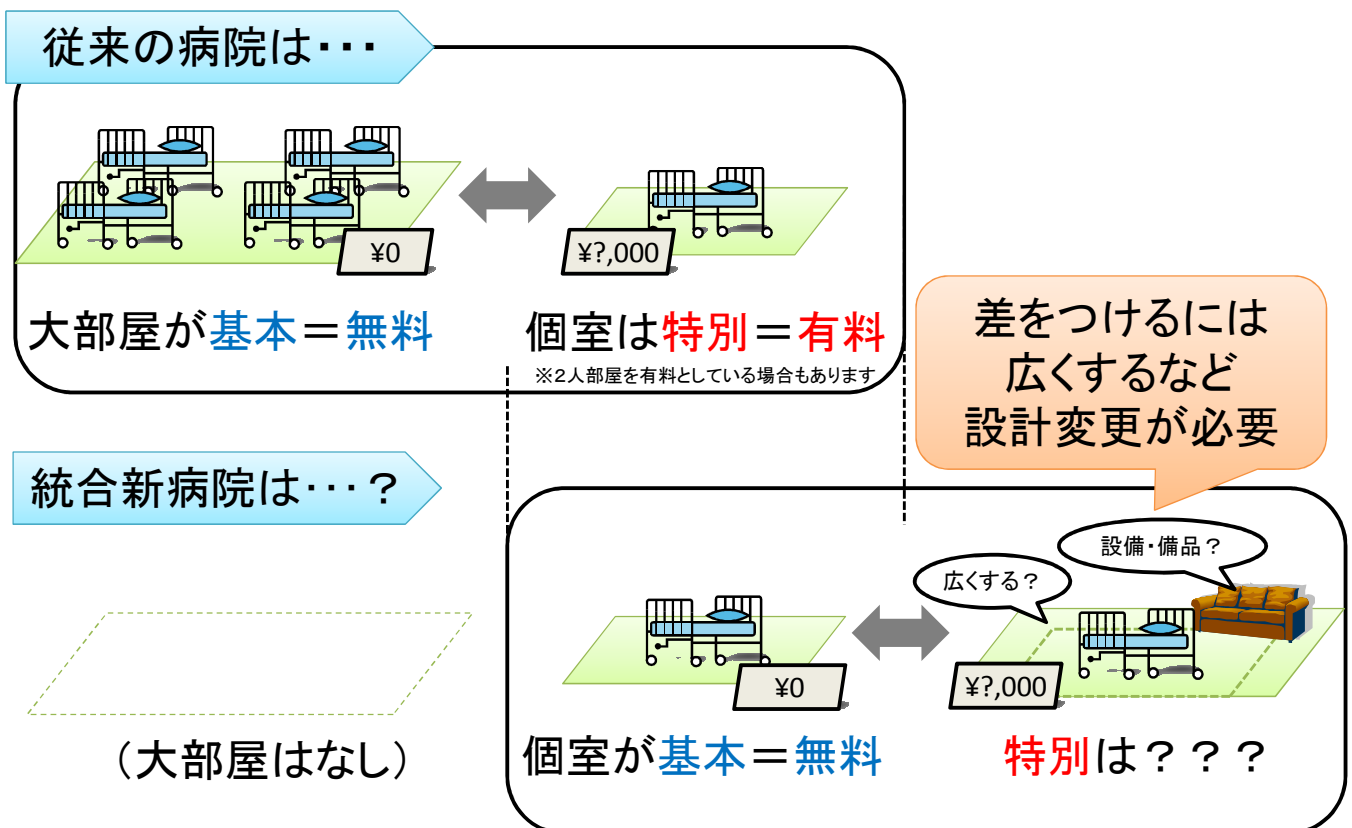 従来の病院は・・・
¥0
¥?,000
大部屋が基本＝無料
個室は特別＝有料
※２人部屋を有料としている場合もあります
差をつけるには
広くするなど
設計変更が必要
統合新病院は・・・？
設備・備品？
広くする？
¥0
¥?,000
（大部屋はなし）
個室が基本＝無料
特別は？？？